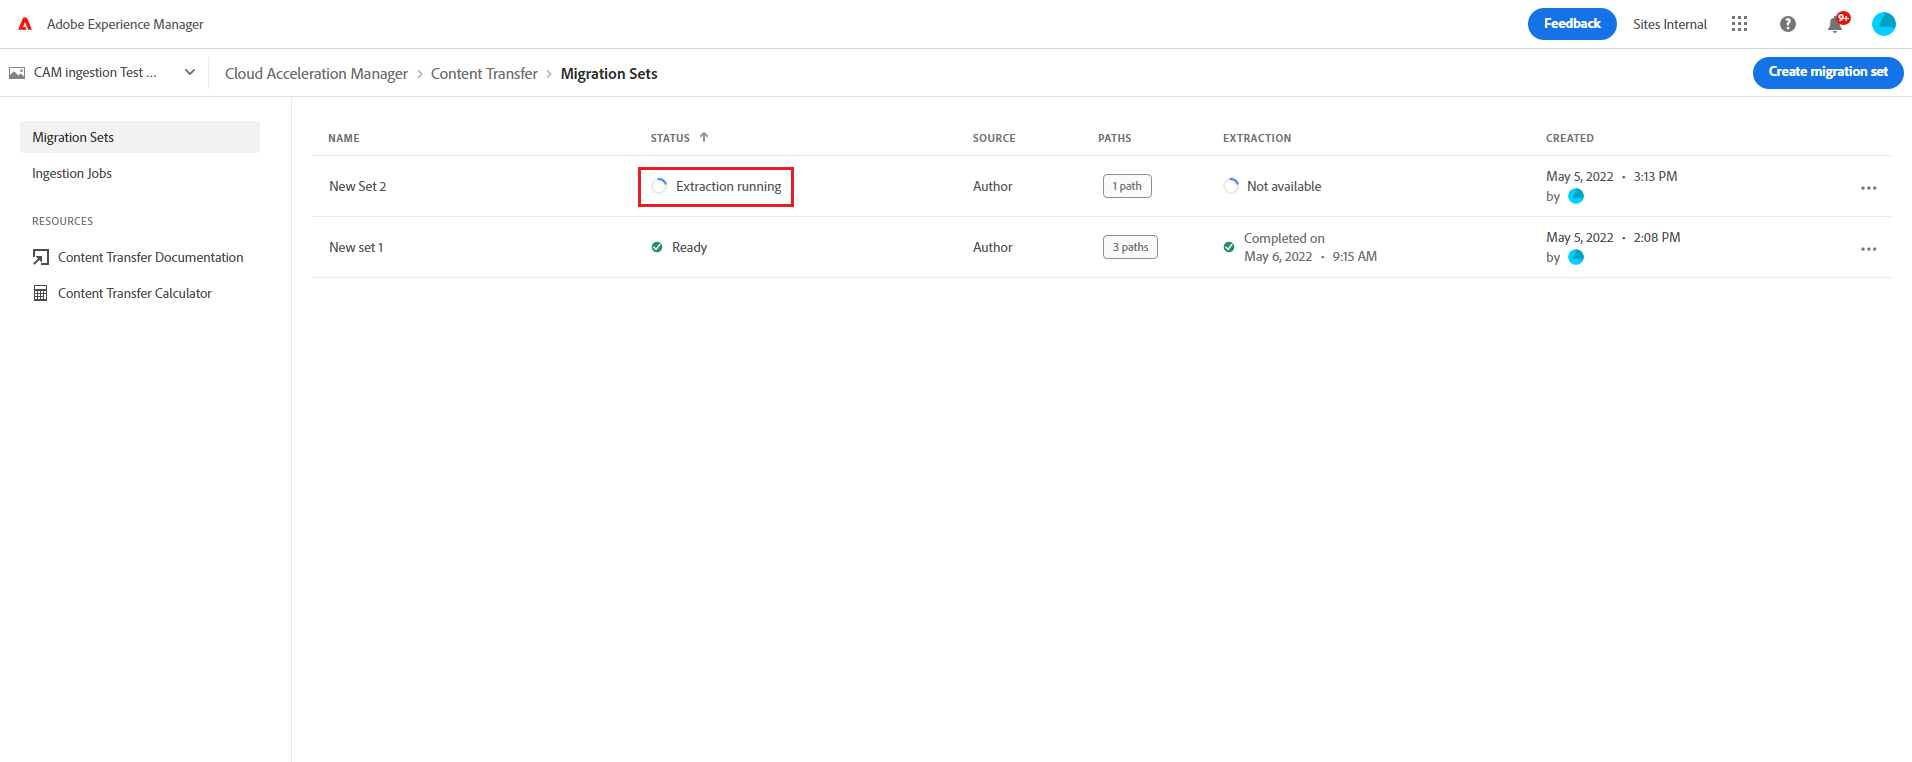 Adobe Experience Manager
Feedback
Sites Internal
9+
CAM ingestion Test ...
Cloud Acceleration Manager > Content Transfer > Migration Sets
Create migration set
Migration Sets
Ingestion Jobs
RESOURCES
Content Transfer Documentation
Content Transfer Calculator
NAME STATUS SOURCE PATHS EXTRACTION CREATED
New Set 2 Extraction running Author 1 path Not available May 5, 2022 • 3:13 PM
by
New set 1 Ready Author 3 paths Completed on May 5, 2022 • 2:08 PM
May 6, 2022 • 9:15 AM by